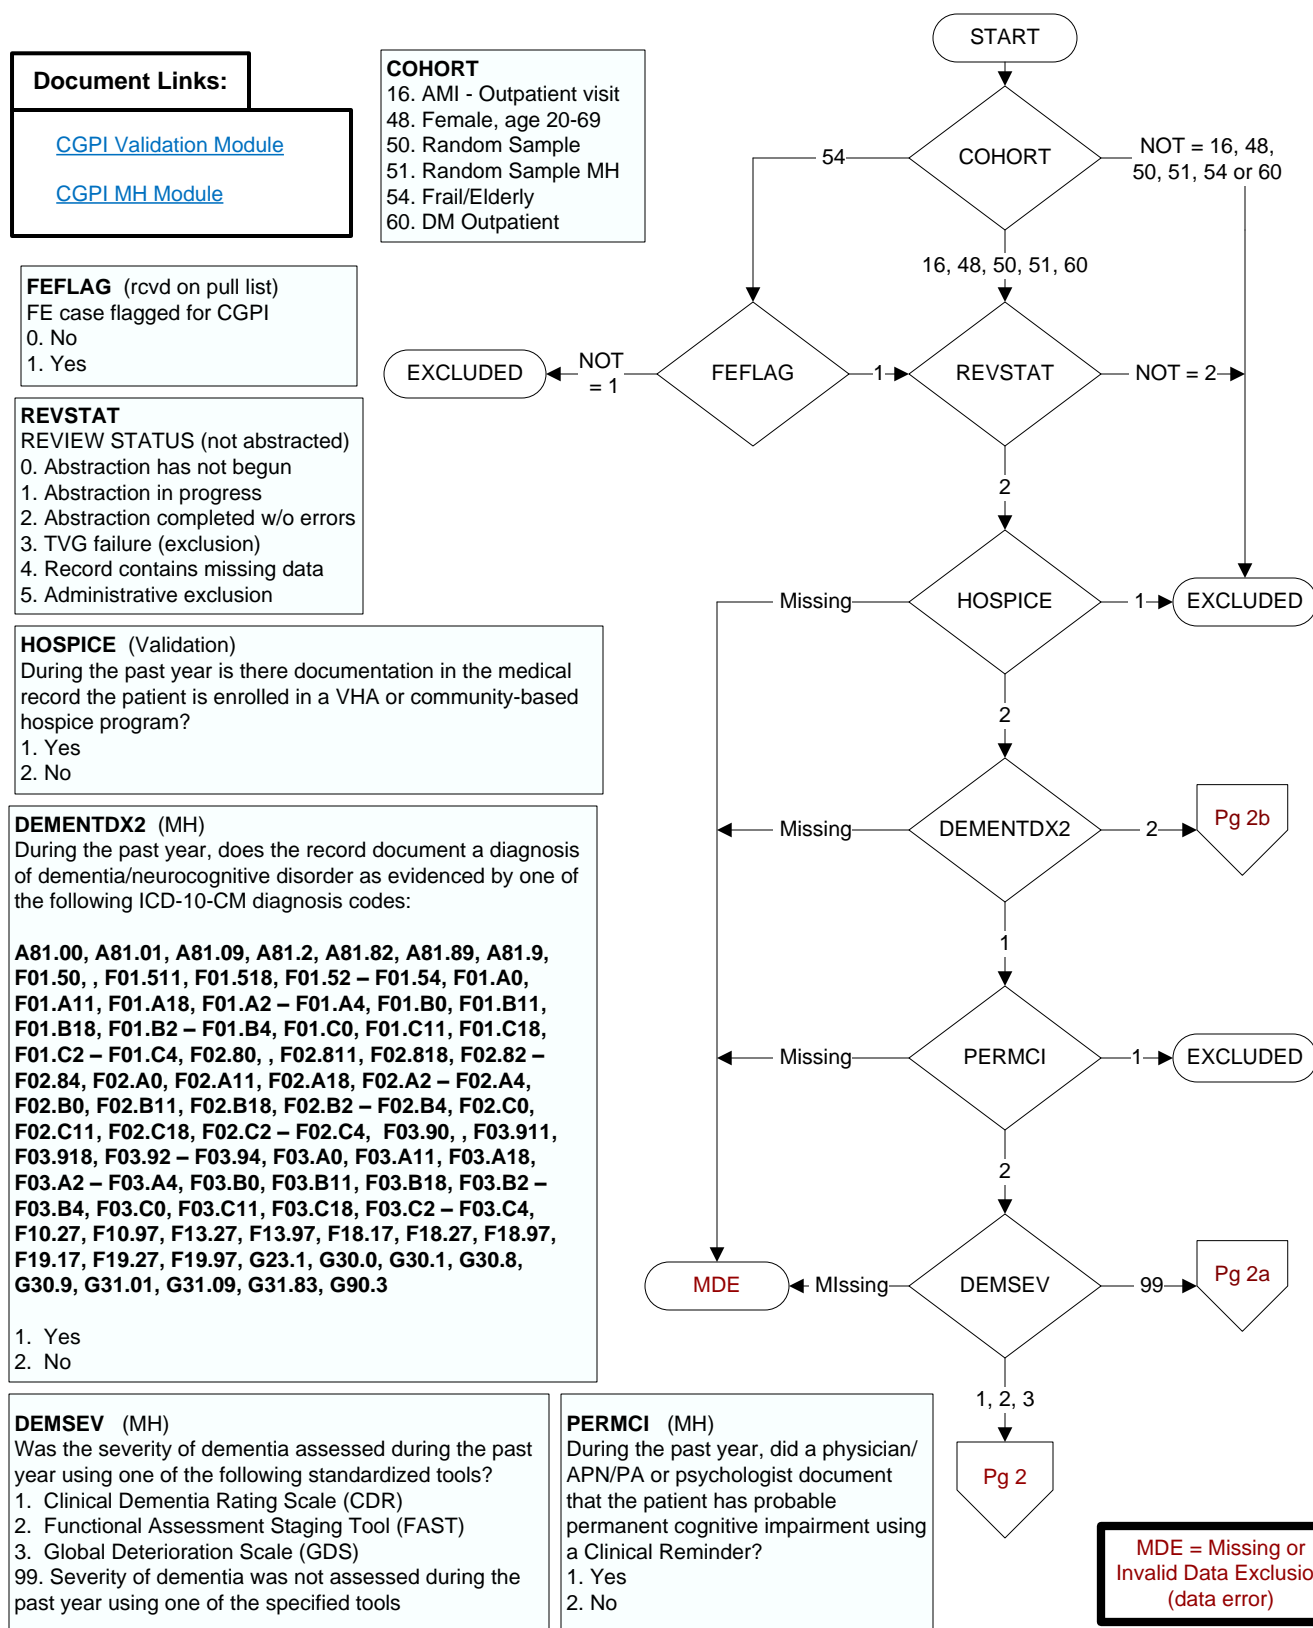 Document Links:
CGPI Validation Module
CGPI MH Module
COHORT
16. AMI - Outpatient visit
48. Female, age 20-69
50. Random Sample
51. Random Sample MH
54. Frail/Elderly
60. DM Outpatient
FEFLAG (rcvd on pull list)
FE case flagged for CGPI
0. No
1. Yes
REVSTAT
REVIEW STATUS (not abstracted)
0. Abstraction has not begun
1. Abstraction in progress
2. Abstraction completed w/o errors
3. TVG failure (exclusion)
4. Record contains missing data
5. Administrative exclusion
HOSPICE (Validation)
During the past year is there documentation in the medical
record the patient is enrolled in a VHA or community-based
hospice program?
1. Yes
2. No
DEMENTDX2 (MH)
During the past year, does the record document a diagnosis
of dementia/neurocognitive disorder as evidenced by one of
the following ICD-10-CM diagnosis codes:
A81.00, A81.01, A81.09, A81.2, A81.82, A81.89, A81.9,
F01.50, , F01.511, F01.518, F01.52 – F01.54, F01.A0,
F01.A11, F01.A18, F01.A2 – F01.A4, F01.B0, F01.B11,
F01.B18, F01.B2 – F01.B4, F01.C0, F01.C11, F01.C18,
F01.C2 – F01.C4, F02.80, , F02.811, F02.818, F02.82 –
F02.84, F02.A0, F02.A11, F02.A18, F02.A2 – F02.A4,
F02.B0, F02.B11, F02.B18, F02.B2 – F02.B4, F02.C0,
F02.C11, F02.C18, F02.C2 – F02.C4, F03.90, , F03.911,
F03.918, F03.92 – F03.94, F03.A0, F03.A11, F03.A18,
F03.A2 – F03.A4, F03.B0, F03.B11, F03.B18, F03.B2 –
F03.B4, F03.C0, F03.C11, F03.C18, F03.C2 – F03.C4,
F10.27, F10.97, F13.27, F13.97, F18.17, F18.27, F18.97,
F19.17, F19.27, F19.97, G23.1, G30.0, G30.1, G30.8,
G30.9, G31.01, G31.09, G31.83, G90.3
1. Yes
2. No
DEMSEV (MH)
Was the severity of dementia assessed during the past
year using one of the following standardized tools?
1. Clinical Dementia Rating Scale (CDR)
2. Functional Assessment Staging Tool (FAST)
3. Global Deterioration Scale (GDS)
99. Severity of dementia was not assessed during the
past year using one of the specified tools
PERMCI (MH)
During the past year, did a physician/
APN/PA or psychologist document
that the patient has probable
permanent cognitive impairment using
a Clinical Reminder?
1. Yes
2. No
START
COHORT
54
NOT = 16, 48,
50, 51, 54 or 60
16, 48, 50, 51, 60
EXCLUDED
NOT
= 1
FEFLAG
1
REVSTAT
NOT = 2
2
Missing
HOSPICE
1
EXCLUDED
2
Missing
DEMENTDX2
2
Pg 2b
1
Missing
PERMCI
1
EXCLUDED
2
MDE
MIssing
DEMSEV
99
Pg 2a
1, 2, 3
Pg 2
MDE = Missing or
Invalid Data Exclusio
(data error)